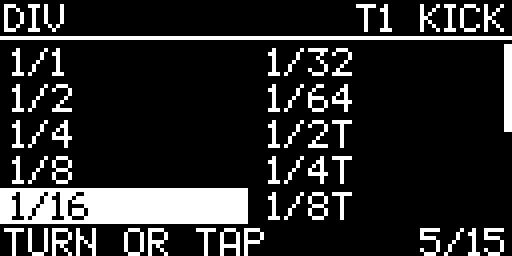 DIV T1 KICK
1/1 1/32
1/2 1/64
1/4 1/2T
1/8 1/4T
1/16 1/8T
TURN OR TAP 5/15